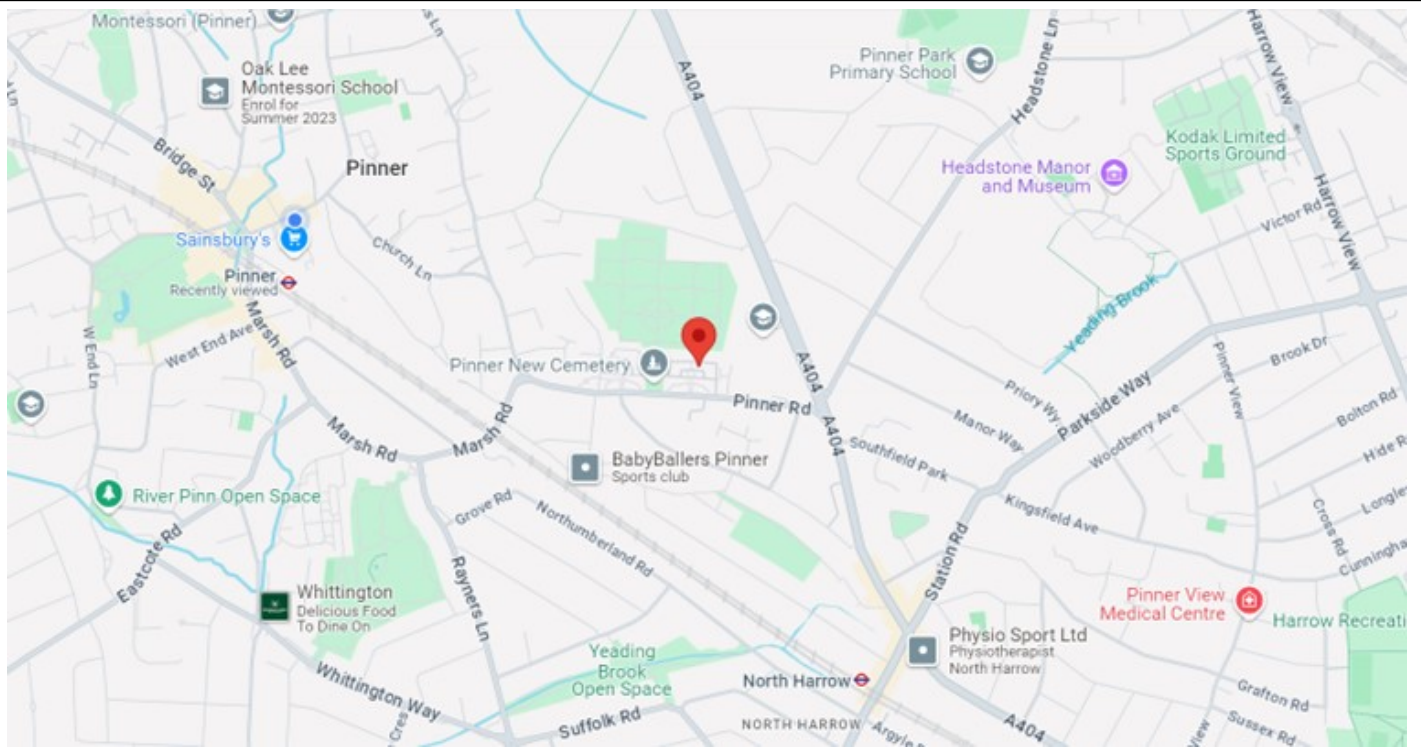 Montessori (Pinner)
Oak Lee
Montessori School
Enrol for
Summer 2023
Bridge St
Pinner
Sainsbury's
Pinner
Recently viewed
Church Ln
W End Ln
West End Ave
Marsh Rd
Marsh Rd
Marsh Rd
A404
Pinner Park
Primary School
Headstone Ln
Harrow View
Kodak Limited
Sports Ground
Headstone Manor
and Museum
Victor Rd
Harrow View
Yeading Brook
Pinner New Cemetery
Pinner Rd
A404
A404
Priory Wy
Manor Way
Parkside Way
Pinner View
Brook Dr
Woodberry Ave
Bolton Rd
Hide R
Longles
Cross Rd
Cunningha
Southfield Park
Kingsfield Ave
BabyBallers Pinner
Sports club
River Pinn Open Space
Eastcote Rd
Grove Rd
Northumberland Rd
Rayners Ln
Station Rd
Whittington
Delicious Food
To Dine On
Whittington Way
Yeading
Brook
Open Space
Suffolk Rd
North Harrow
NORTH HARROW
Physio Sport Ltd
Physiotherapist
North Harrow
Pinner View
Medical Centre
Harrow Recreati
Grafton Rd
Sussex Rd
A404
View
Cres